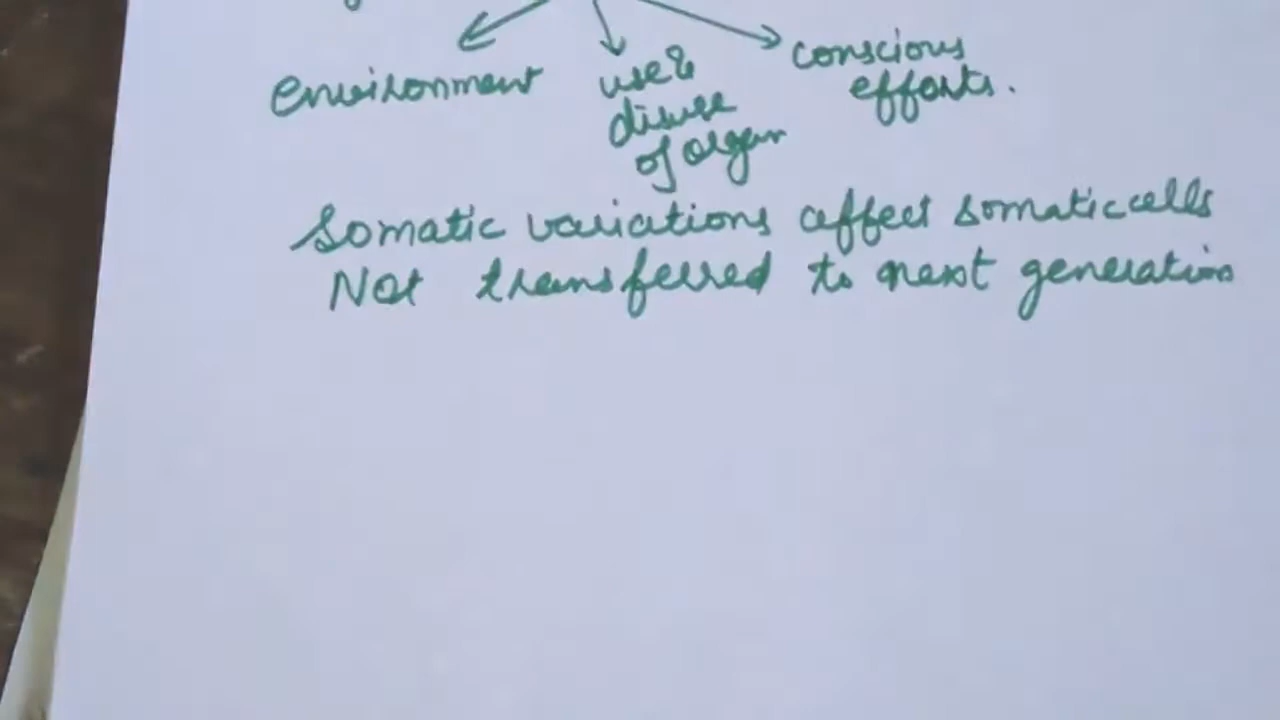 environment
use &
disuse
of organ
conscious
efforts.
Somatic variations affect somatic cells
Not transferred to next generation